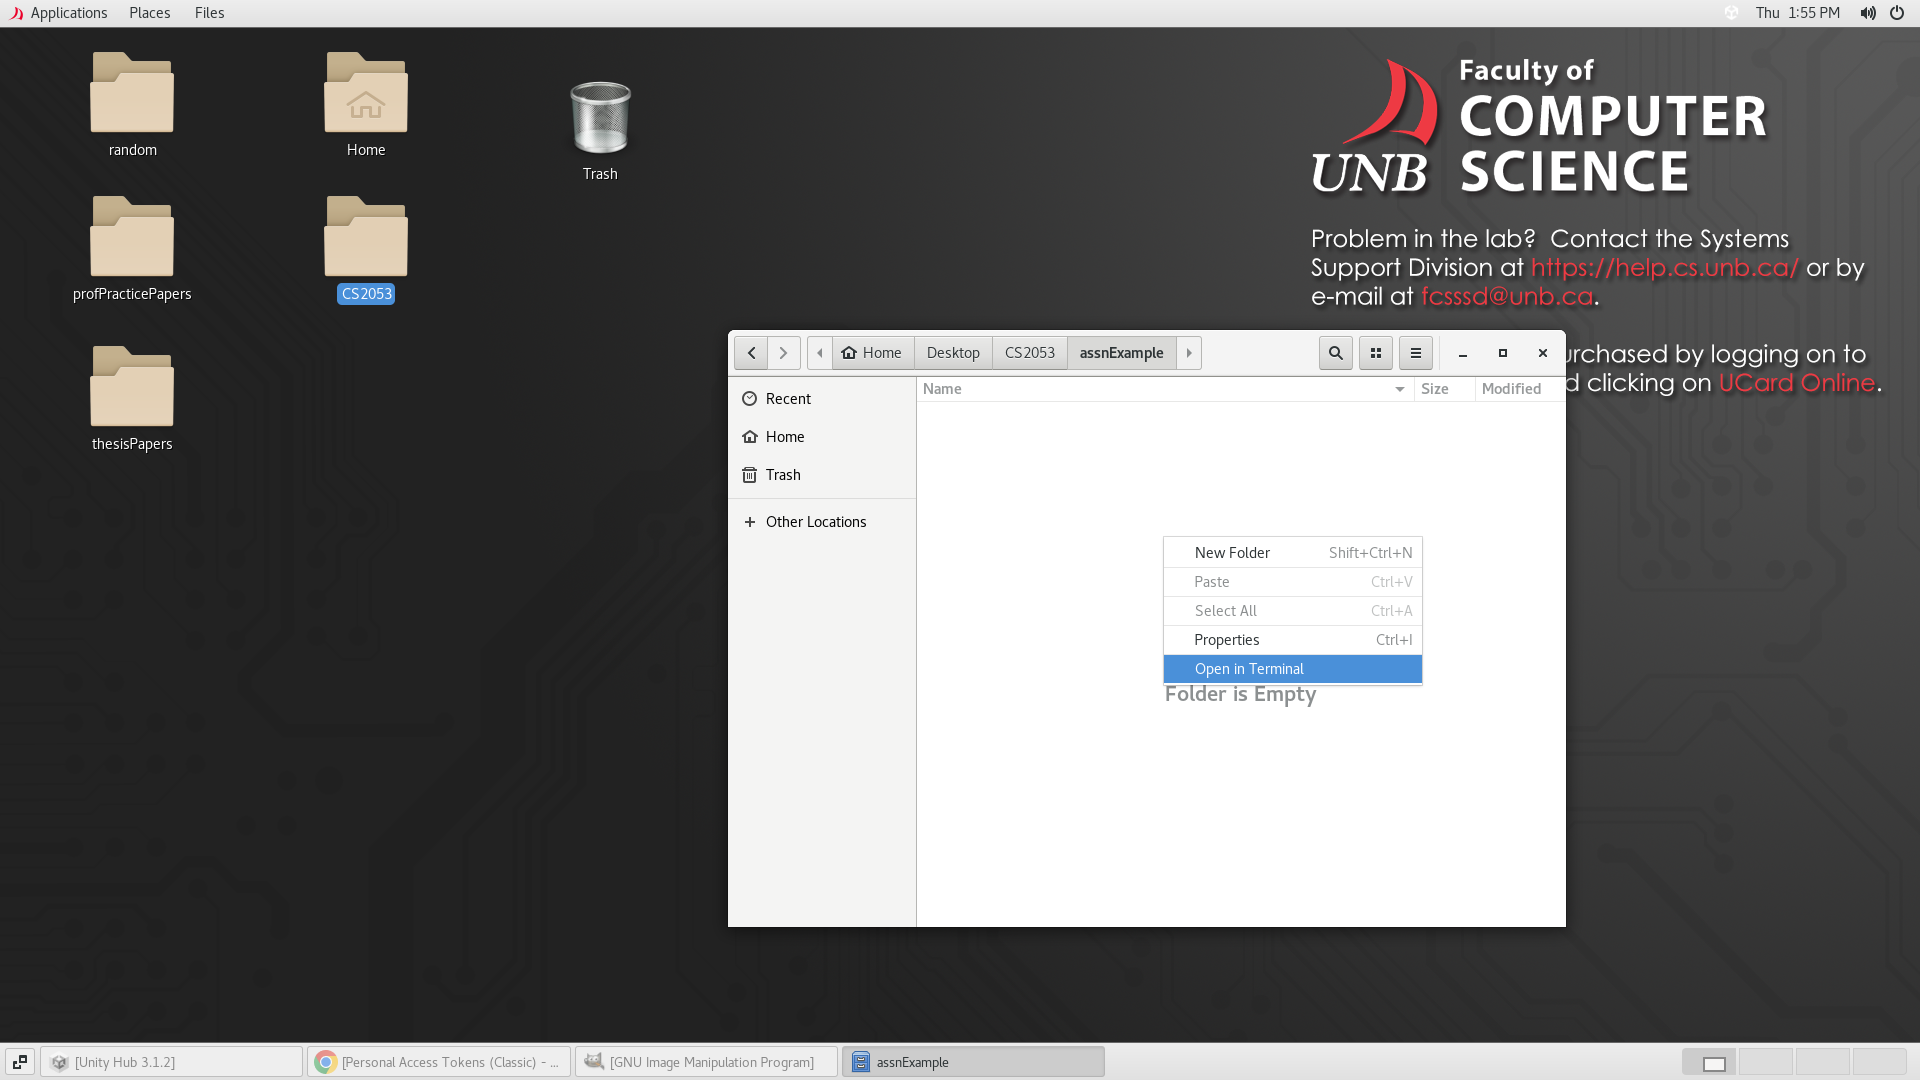 Applications Places Files
Thu 1:55 PM
random
Home
Trash
profPracticePapers
CS2053
thesisPapers
Faculty of
COMPUTER
SCIENCE
UNB
Problem in the lab? Contact the Systems
Support Division at https://help.cs.unb.ca/ or by
e-mail at fcsssd@unb.ca.
urchased by logging on to
d clicking on UCard Online.
Home Desktop CS2053 assnExample
Name Size Modified
Recent
Home
Trash
Other Locations
New Folder Shift+Ctrl+N
Paste Ctrl+V
Select All Ctrl+A
Properties Ctrl+I
Open in Terminal
Folder is Empty
[Unity Hub 3.1.2] [Personal Access Tokens (Classic) - ... [GNU Image Manipulation Program] assnExample